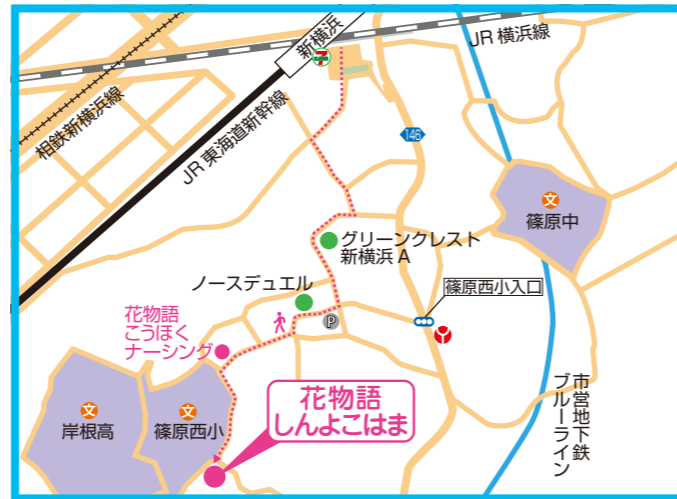 新横浜
JR 横浜線
相鉄新横浜線
JR 東海道新幹線
146
文
篠原中
グリーンクレスト
新横浜 A
ノースデュエル
篠原西小入口
花物語
こうほく
ナーシング
P
文
岸根高
文
篠原西小
花物語
しんよこはま
市営地下鉄
ブルーライン